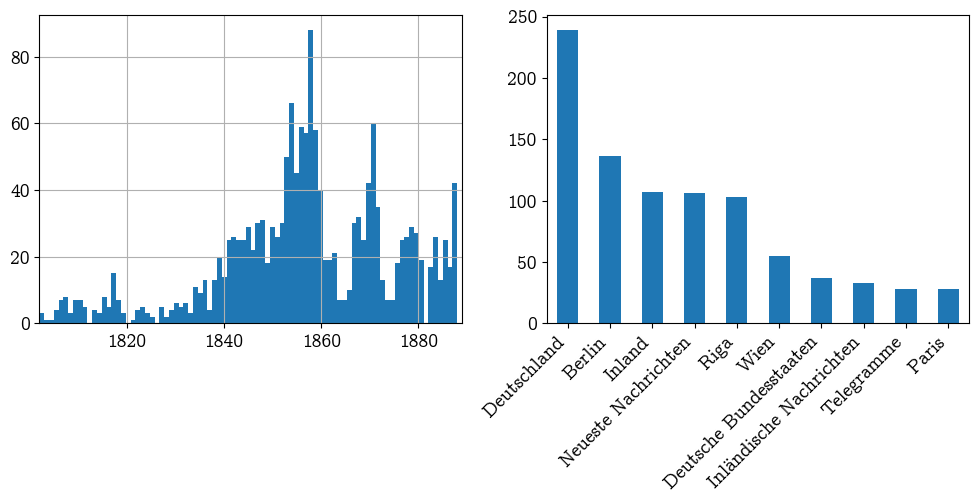 80
60
40
20
0
1820 1840 1860 1880
250
200
150
100
50
0
Deutschland
Berlin
Inland
Neueste Nachrichten
Riga
Wien
Deutsche Bundesstaaten
Inländische Nachrichten
Telegramme
Paris